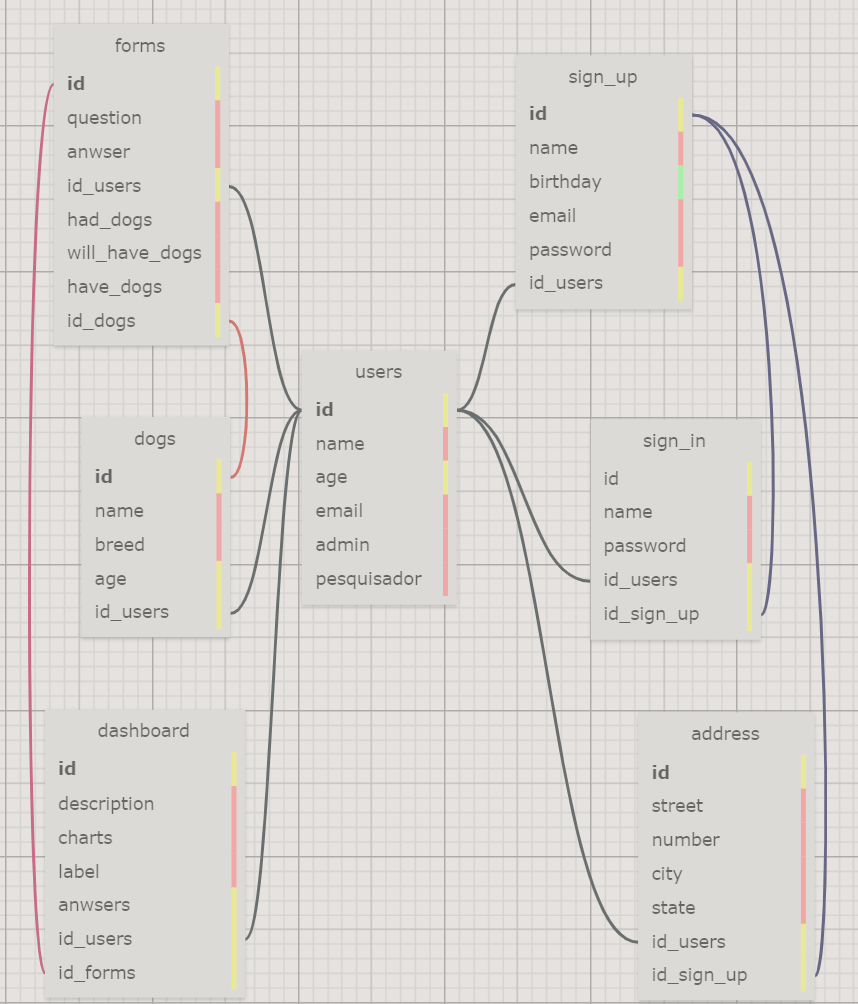 forms
id
question
anwser
id_users
had_dogs
will_have_dogs
have_dogs
id_dogs
sign_up
id
name
birthday
email
password
id_users
users
id
name
age
email
admin
pesquisador
dogs
id
name
breed
age
id_users
sign_in
id
name
password
id_users
id_sign_up
dashboard
id
description
charts
label
anwsers
id_users
id_forms
address
id
street
number
city
state
id_users
id_sign_up